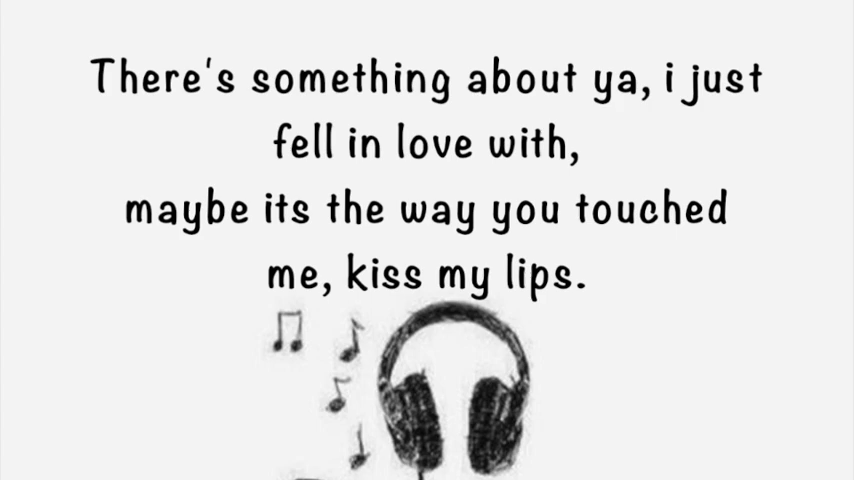 There's something about ya, i just
fell in love with,
maybe its the way you touched
me, kiss my lips.